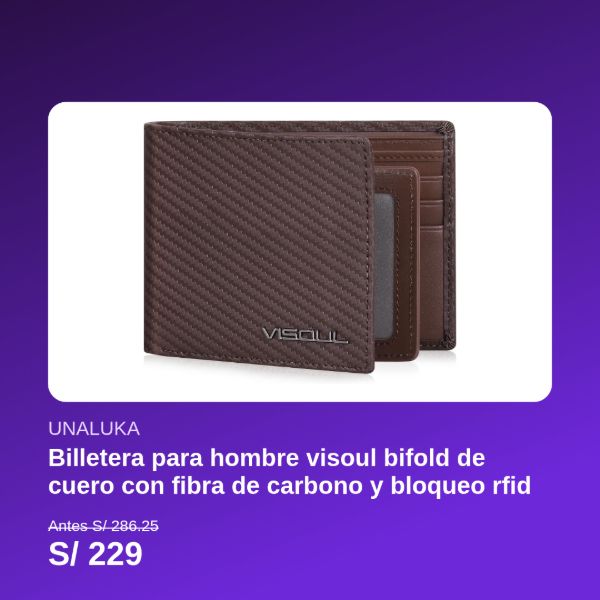 VISOUL
UNALUKA
Billetera para hombre visoul bifold de
cuero con fibra de carbono y bloqueo rfid
Antes S/ 286.25
S/ 229